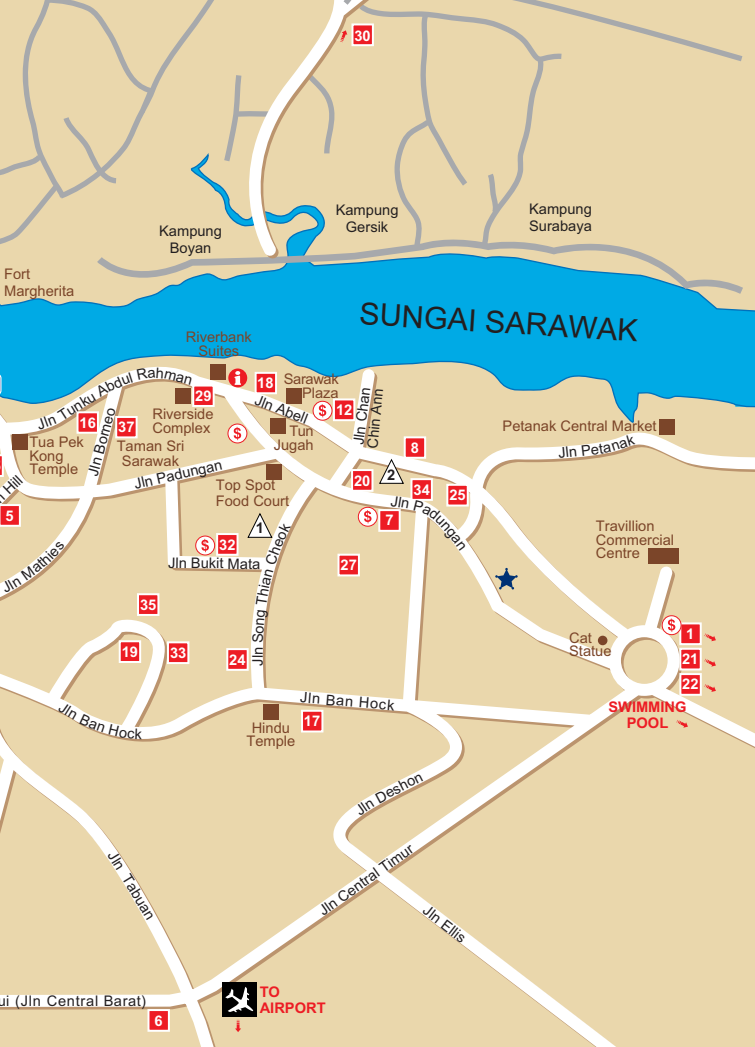 30
Kampung
Boyan
Kampung
Gersik
Kampung
Surabaya
Fort
Margherita
SUNGAI SARAWAK
Riverbank
Suites
Jln Tunku Abdul Rahman
i
18
Sarawak
Plaza
29
Jln Abell
$
12
Jln Chan
Chin Ann
Riverside
Complex
16
37
Jln Borneo
Taman Sri
Sarawak
$
Tun
Jugah
Petanak Central Market
Jln Petanak
Tua Pek
Kong
Temple
8
Jln Padungan
Top Spot
Food Court
20
2
34
25
n Hill
5
$
7
Jln Padungan
1
$
32
Jln Bukit Mata
Jln Song Thian Cheok
27
Travillion
Commercial
Centre
Jln Mathies
35
19
33
24
Cat
Statue
$
1
21
22
SWIMMING
POOL
Jln Ban Hock
Jln Ban Hock
Hindu
Temple
17
Jln Deshon
Jln Central Timur
Jln Tabuan
Jln Ellis
ui (Jln Central Barat)
6
TO
AIRPORT